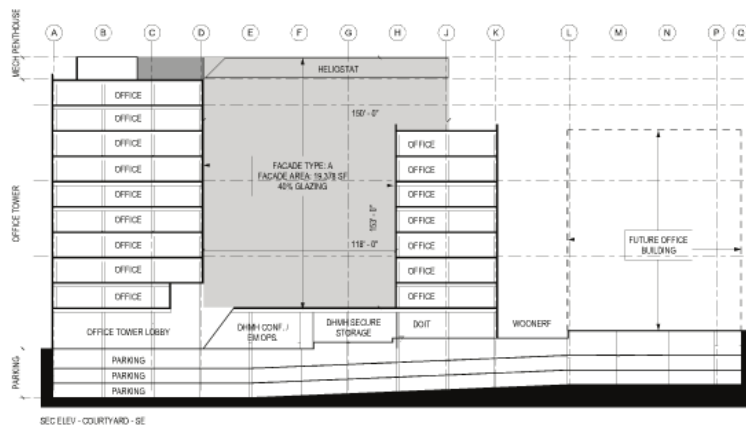 A B C D E F G H J K L M N P Q
MECH PENTHOUSE
HELIOSTAT
OFFICE
OFFICE
150' - 0"
OFFICE
OFFICE
OFFICE
OFFICE
FACADE TYPE: A
FACADE AREA: 19,378 SF
40% GLAZING
OFFICE
OFFICE
OFFICE
OFFICE
OFFICE TOWER
153' - 0"
OFFICE
OFFICE
118' - 0"
FUTURE OFFICE
BUILDING
OFFICE
OFFICE
OFFICE
OFFICE
OFFICE TOWER LOBBY
DHMH CONF. /
EM OPS.
DHMH SECURE
STORAGE
DOIT
WOONERF
PARKING
PARKING
PARKING
PARKING
SEC ELEV - COURTYARD - SE